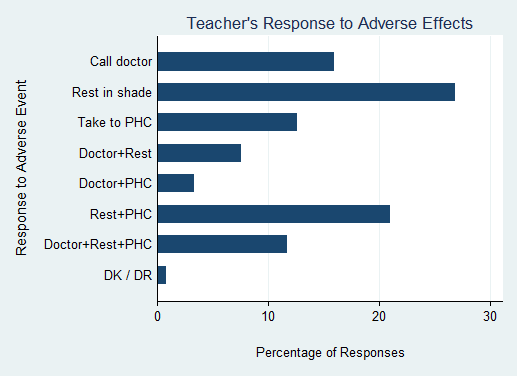 Teacher's Response to Adverse Effects
Response to Adverse Event
Call doctor
Rest in shade
Take to PHC
Doctor+Rest
Doctor+PHC
Rest+PHC
Doctor+Rest+PHC
DK / DR
0 10 20 30
Percentage of Responses